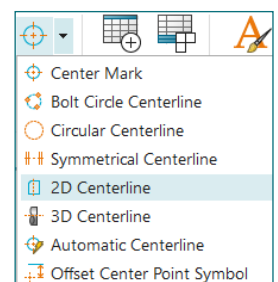 A
Center Mark
Bolt Circle Centerline
Circular Centerline
Symmetrical Centerline
2D Centerline
3D Centerline
Automatic Centerline
Offset Center Point Symbol